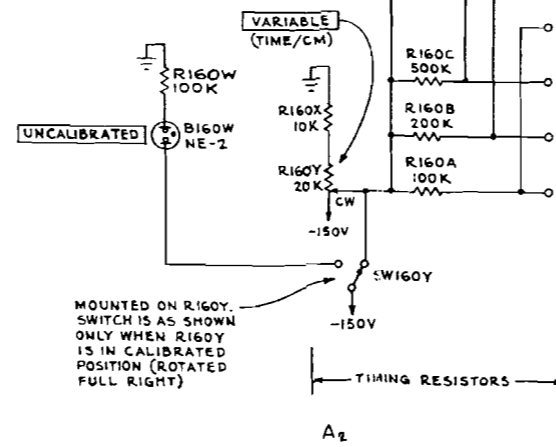 VARIABLE
(TIME/CM)
R160W
100K
R160C
500K
R160X
10K
R160B
200K
UNCALIBRATED
B160W
NE-2
R160Y
20K
R160A
100K
CW
-150V
SW160Y
-150V
MOUNTED ON R160Y.
SWITCH IS AS SHOWN
ONLY WHEN R160Y
IS IN CALIBRATED
POSITION (ROTATED
FULL RIGHT)
TIMING RESISTORS
A2